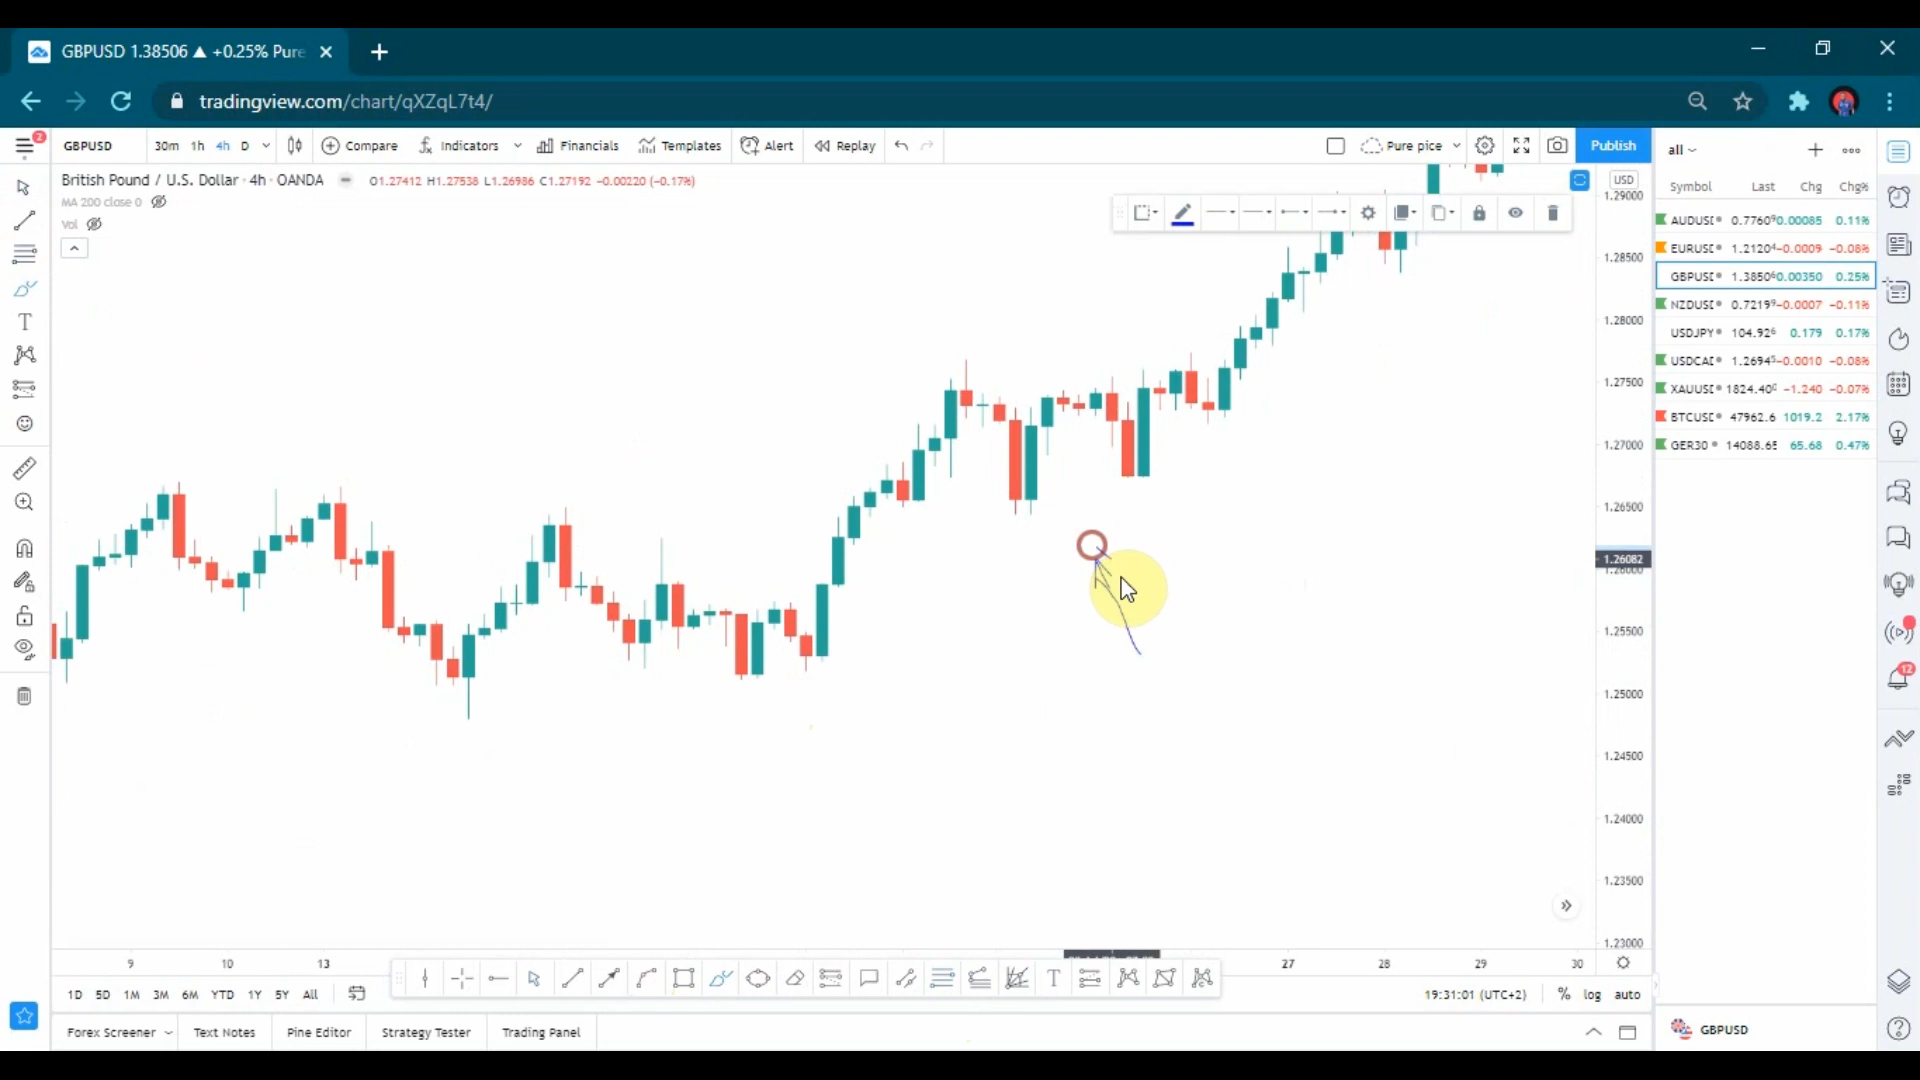 GBPUSD 1.38506 ▲ +0.25% Pure
tradingview.com/chart/qXZqL7t4/
2
GBPUSD 30m 1h 4h D Compare Indicators Financials Templates Alert Replay Pure pice Publish
all
British Pound / U.S. Dollar · 4h · OANDA O1.27412 H1.27538 L1.26986 C1.27192 −0.00220 (−0.17%)
MA 200 close 0
Vol
USD
1.29000
1.28500
1.28000
1.27500
1.27000
1.26500
1.26082
1.25500
1.25000
1.24500
1.24000
1.23500
1.23000
Symbol Last Chg Chg%
AUDUSD 0.77609 0.00085 0.11%
EURUSD 1.21204 −0.0009 −0.08%
GBPUSD 1.38506 0.00350 0.25%
NZDUSD 0.72199 −0.0007 −0.11%
USDJPY 104.926 0.179 0.17%
USDCAD 1.26945 −0.0010 −0.08%
XAUUSD 1824.400 −1.240 −0.07%
BTCUSD 47962.6 1019.2 2.17%
GER30 14088.65 65.68 0.47%
12
9 10 13 27 28 29 30
1D 5D 1M 3M 6M YTD 1Y 5Y All
19:31:01 (UTC+2) % log auto
Forex Screener Text Notes Pine Editor Strategy Tester Trading Panel
GBPUSD